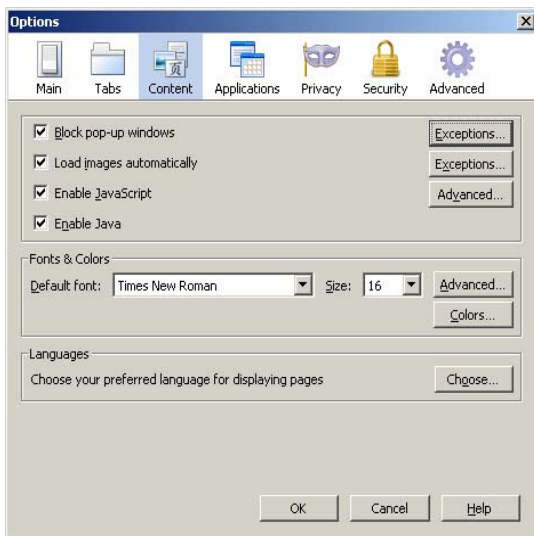 Options
Main Tabs Content Applications Privacy Security Advanced
Block pop-up windows Exceptions...
Load images automatically Exceptions...
Enable JavaScript Advanced...
Enable Java
Fonts & Colors
Default font: Times New Roman Size: 16 Advanced...
Colors...
Languages
Choose your preferred language for displaying pages Choose...
OK Cancel Help